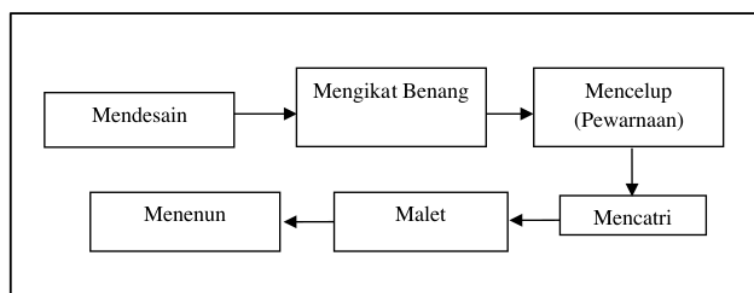 Mendesain
Mengikat Benang
Mencelup
(Pewarnaan)
Mencatri
Malet
Menenun